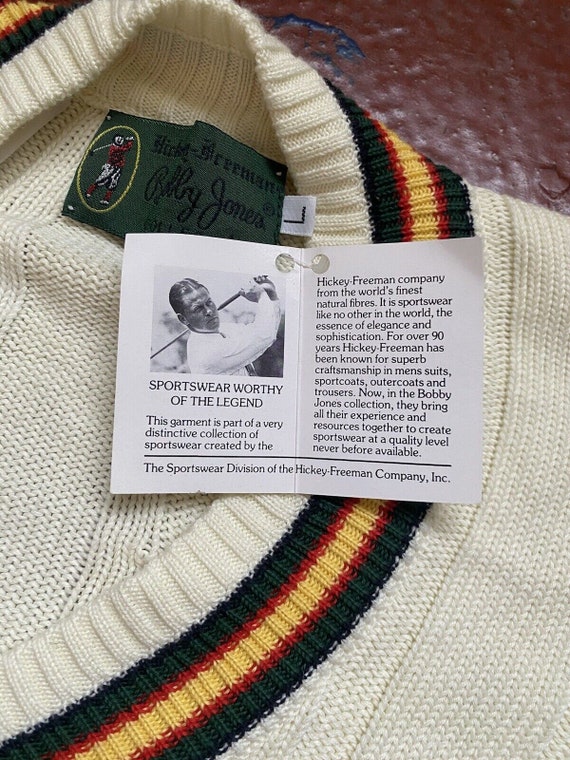 Hickey-Freeman
Bobby Jones
L
SPORTSWEAR WORTHY
OF THE LEGEND
This garment is part of a very
distinctive collection of
sportswear created by the
Hickey-Freeman company
from the world's finest
natural fibres. It is sportswear
like no other in the world, the
essence of elegance and
sophistication. For over 90
years Hickey-Freeman has
been known for superb
craftsmanship in mens suits,
sportcoats, outercoats and
trousers. Now, in the Bobby
Jones collection, they bring
all their experience and
resources together to create
sportswear at a quality level
never before available.
The Sportswear Division of the Hickey-Freeman Company, Inc.